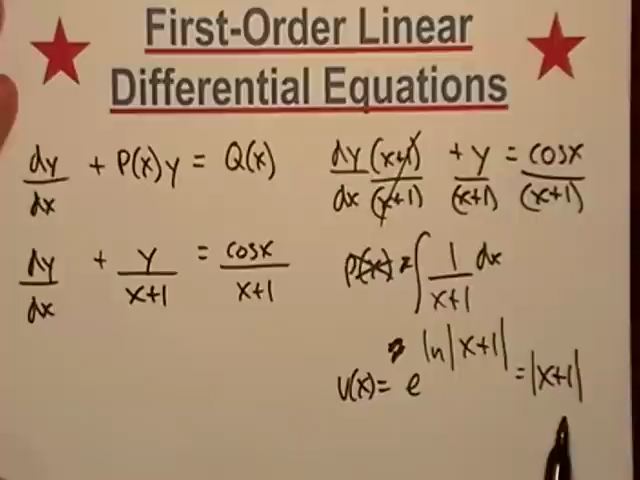 First-Order Linear
Differential Equations
dy/dx + P(x)y = Q(x)
dy/dx (x+1)/(x+1) + y/(x+1) = cosx/(x+1)
dy/dx + y/x+1 = cosx/x+1
P(x) = ∫ 1/x+1 dx
u(x) = e^ln|x+1| = |x+1|